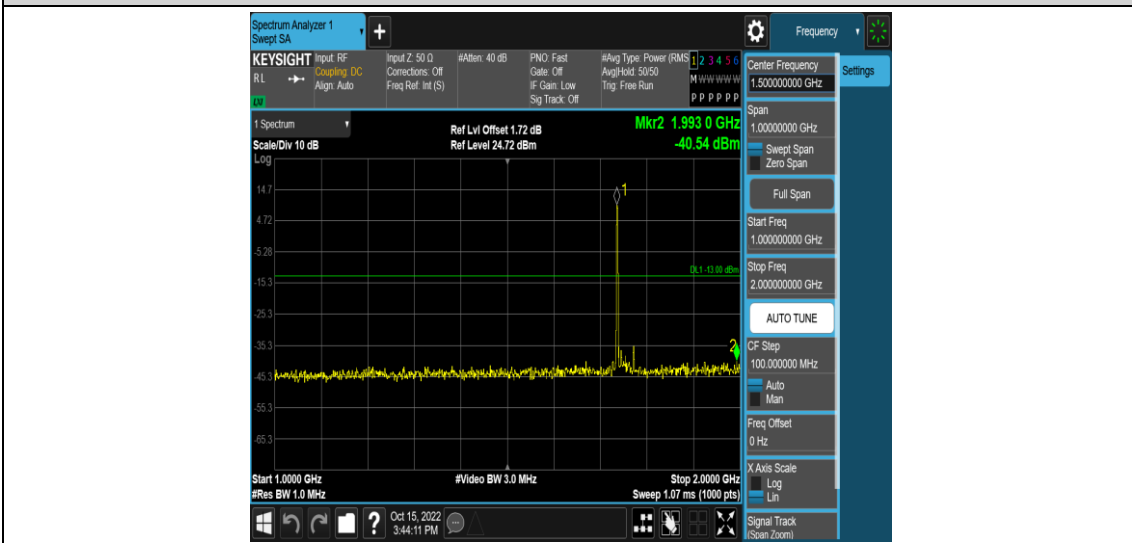 Spectrum Analyzer 1
Swept SA
+
Frequency
KEYSIGHT
RL
LV
Input: RF
Coupling: DC
Align: Auto
Input Z: 50 Ω
Corrections: Off
Freq Ref: Int (S)
#Atten: 40 dB
PNO: Fast
Gate: Off
IF Gain: Low
Sig Track: Off
#Avg Type: Power (RMS
Avg|Hold: 50/50
Trig: Free Run
1 2 3 4 5 6
M W W W W W
P P P P P P
1 Spectrum
Scale/Div 10 dB
Ref Lvl Offset 1.72 dB
Ref Level 24.72 dBm
Mkr2 1.993 0 GHz
-40.54 dBm
Log
14.7
4.72
-5.28
-15.3
-25.3
-35.3
-45.3
-55.3
-65.3
1
DL1 -13.00 dBm
2
Start 1.0000 GHz
#Res BW 1.0 MHz
#Video BW 3.0 MHz
Stop 2.0000 GHz
Sweep 1.07 ms (1000 pts)
?
Oct 15, 2022
3:44:11 PM
Center Frequency
1.500000000 GHz
Settings
Span
1.00000000 GHz
Swept Span
Zero Span
Full Span
Start Freq
1.000000000 GHz
Stop Freq
2.000000000 GHz
AUTO TUNE
CF Step
100.000000 MHz
Auto
Man
Freq Offset
0 Hz
X Axis Scale
Log
Lin
Signal Track
(Span Zoom)